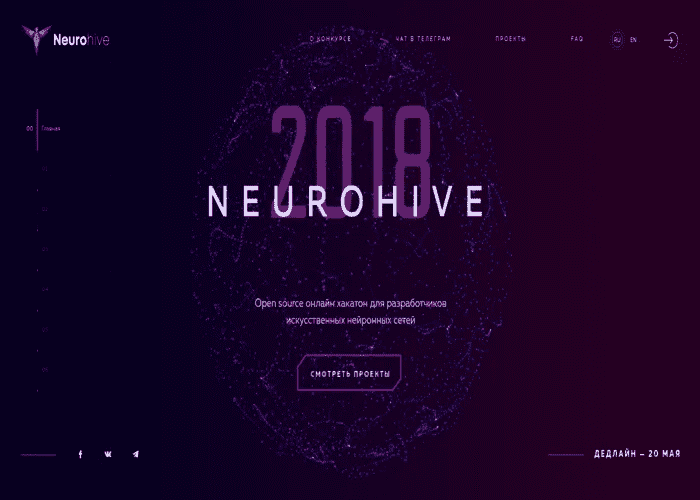 Neurohive
О КОНКУРСЕ ЧАТ В ТЕЛЕГРАМ ПРОЕКТЫ FAQ RU EN
00 Главная
2018
NEUROHIVE
Open source онлайн хакатон для разработчиков
искусственных нейронных сетей
СМОТРЕТЬ ПРОЕКТЫ
ДЕДЛАЙН – 20 МАЯ